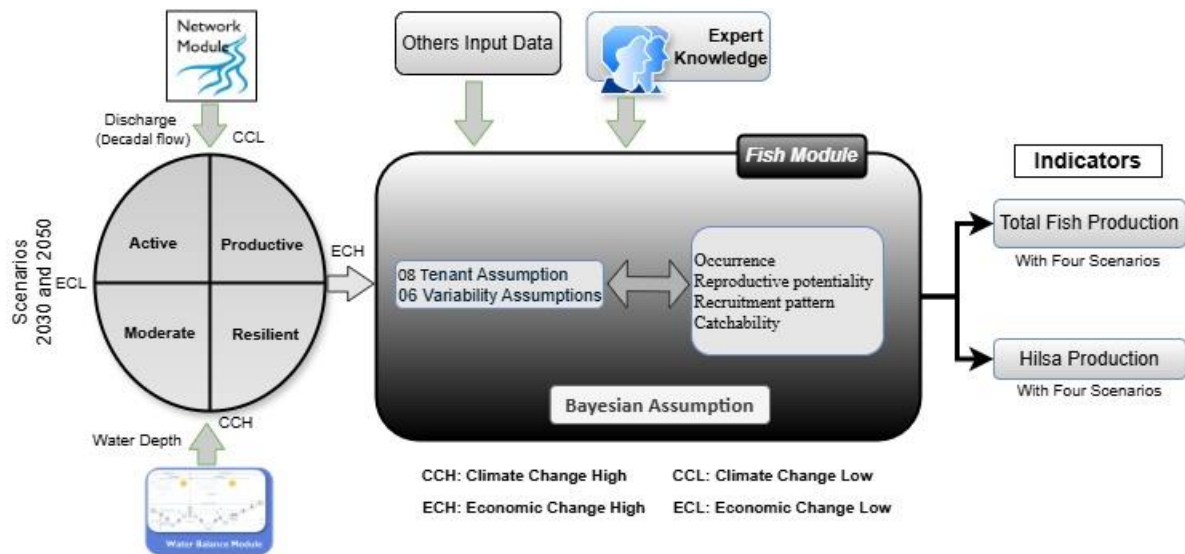 Network
Module
Discharge
(Decadal flow)
CCL
Scenarios
2030 and 2050
ECL
Active
Productive
Moderate
Resilient
ECH
CCH
Water Depth
Water Balance Module
Others Input Data
Expert
Knowledge
Fish Module
08 Tenant Assumption
06 Variability Assumptions
Occurrence
Reproductive potentiality
Recruitment pattern
Catchability
Bayesian Assumption
Indicators
Total Fish Production
With Four Scenarios
Hilsa Production
With Four Scenarios
CCH: Climate Change High
CCL: Climate Change Low
ECH: Economic Change High
ECL: Economic Change Low